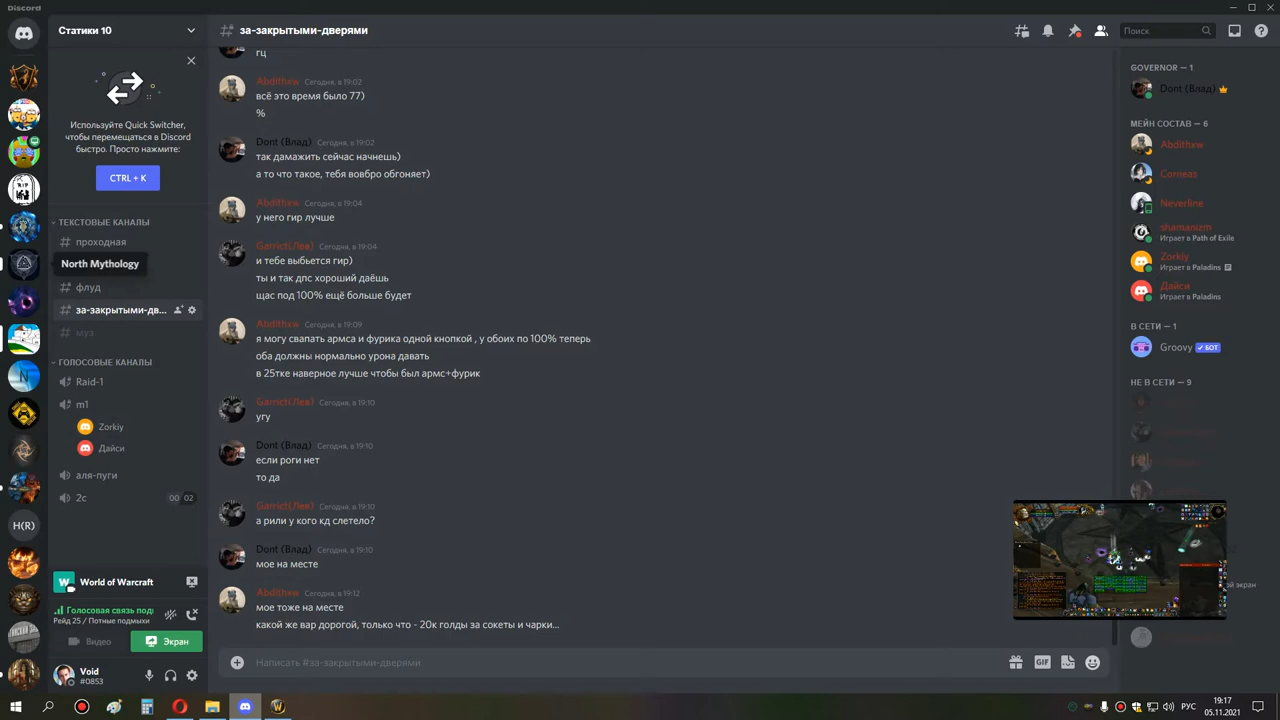 Discord
Статики 10
за-закрытыми-дверями
Поиск
Используйте Quick Switcher,
чтобы перемещаться в Discord
быстро. Просто нажмите:
CTRL + K
ТЕКСТОВЫЕ КАНАЛЫ
проходная
North Mythology
флуд
за-закрытыми-дв...
муз
ГОЛОСОВЫЕ КАНАЛЫ
Raid-1
m1
Zorkiy
Дайси
аля-пуги
2с
00 02
World of Warcraft
Голосовая связь подк
Рейд 25 / Потные подмыхи
Видео
Экран
Void
#0853
гц
Abdithxw Сегодня, в 19:02
всё это время было 77)
%
Dont (Влад) Сегодня, в 19:02
так дамажить сейчас начнешь)
а то что такое, тебя вовбро обгоняет)
Abdithxw Сегодня, в 19:04
у него гир лучше
Garrict(Лев) Сегодня, в 19:04
и тебе выбьется гир)
ты и так дпс хороший даёшь
щас под 100% ещё больше будет
Abdithxw Сегодня, в 19:09
я могу свапать армса и фурика одной кнопкой , у обоих по 100% теперь
оба должны нормально урона давать
в 25тке наверное лучше чтобы был армс+фурик
Garrict(Лев) Сегодня, в 19:10
угу
Dont (Влад) Сегодня, в 19:10
если роги нет
то да
Garrict(Лев) Сегодня, в 19:10
а рили у кого кд слетело?
Dont (Влад) Сегодня, в 19:10
мое на месте
Abdithxw Сегодня, в 19:12
мое тоже на месте
какой же вар дорогой, только что - 20к голды за сокеты и чарки...
Написать #за-закрытыми-дверями
GIF
GOVERNOR — 1
Dont (Влад)
МЕЙН СОСТАВ — 6
Abdithxw
Corneas
Neverline
shamanizm
Играет в Path of Exile
Zorkiy
Играет в Paladins
Дайси
Играет в Paladins
В СЕТИ — 1
Groovy ✓ БОТ
НЕ В СЕТИ — 9
ой экран
RIP
H(R)
РУС
19:17
05.11.2021